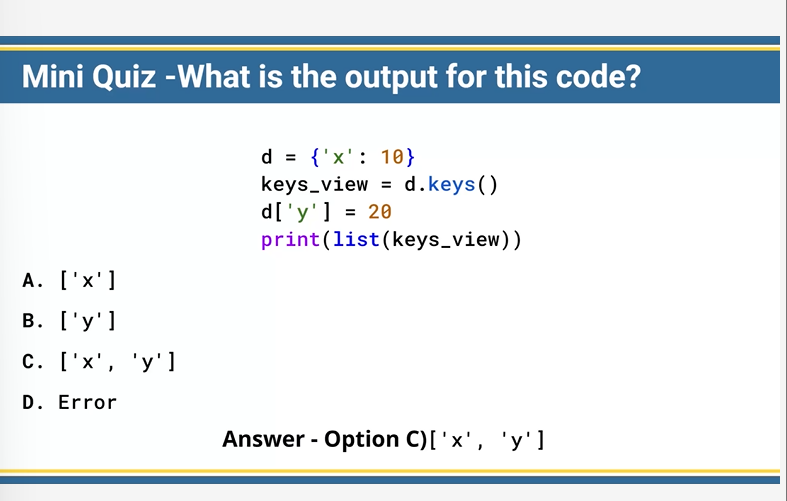 Mini Quiz -What is the output for this code?
d = {'x': 10}
keys_view = d.keys()
d['y'] = 20
print(list(keys_view))
A. ['x']
B. ['y']
C. ['x', 'y']
D. Error
Answer - Option C)['x', 'y']